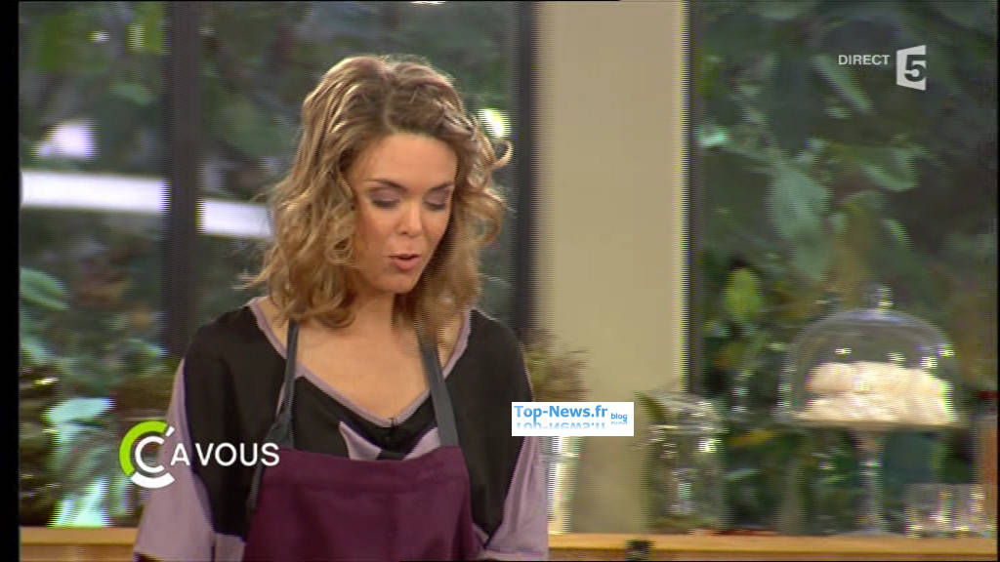 DIRECT 5
Top-News.fr
blog
C À VOUS